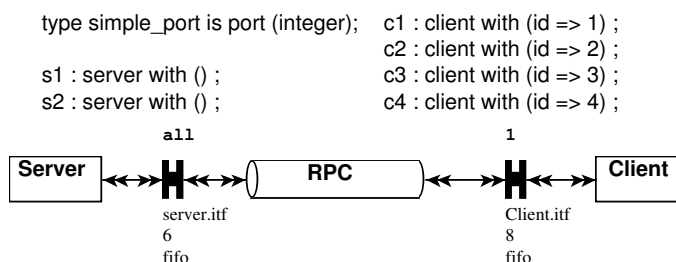 type simple_port is port (integer);
c1 : client with (id => 1) ;
c2 : client with (id => 2) ;
s1 : server with () ;
c3 : client with (id => 3) ;
s2 : server with () ;
c4 : client with (id => 4) ;
all
1
Server
RPC
Client
server.itf
Client.itf
6
8
fifo
fifo